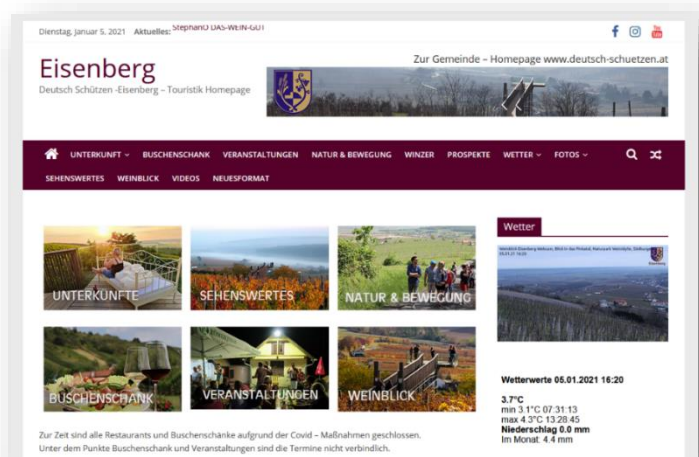 Dienstag, Januar 5, 2021 Aktuelles: StephanO DAS-WEIN-GUT
Zur Gemeinde – Homepage www.deutsch-schuetzen.at
Eisenberg
Deutsch Schützen -Eisenberg – Touristik Homepage
UNTERKUNFT BUSCHENSCHANK VERANSTALTUNGEN NATUR & BEWEGUNG WINZER PROSPEKTE WETTER FOTOS
SEHENSWERTES WEINBLICK VIDEOS NEUESFORMAT
Wetter
UNTERKÜNFTE SEHENSWERTES NATUR & BEWEGUNG
BUSCHENSCHANK VERANSTALTUNGEN WEINBLICK
Wetterwerte 05.01.2021 16:20
3.7°C
min 3.1°C 07:31:13
max 4.3°C 13:28:45
Niederschlag 0.0 mm
Im Monat: 4.4 mm
Zur Zeit sind alle Restaurants und Buschenschänke aufgrund der Covid – Maßnahmen geschlossen.
Unter dem Punkte Buschenschank und Veranstaltungen sind die Termine nicht verbindlich.